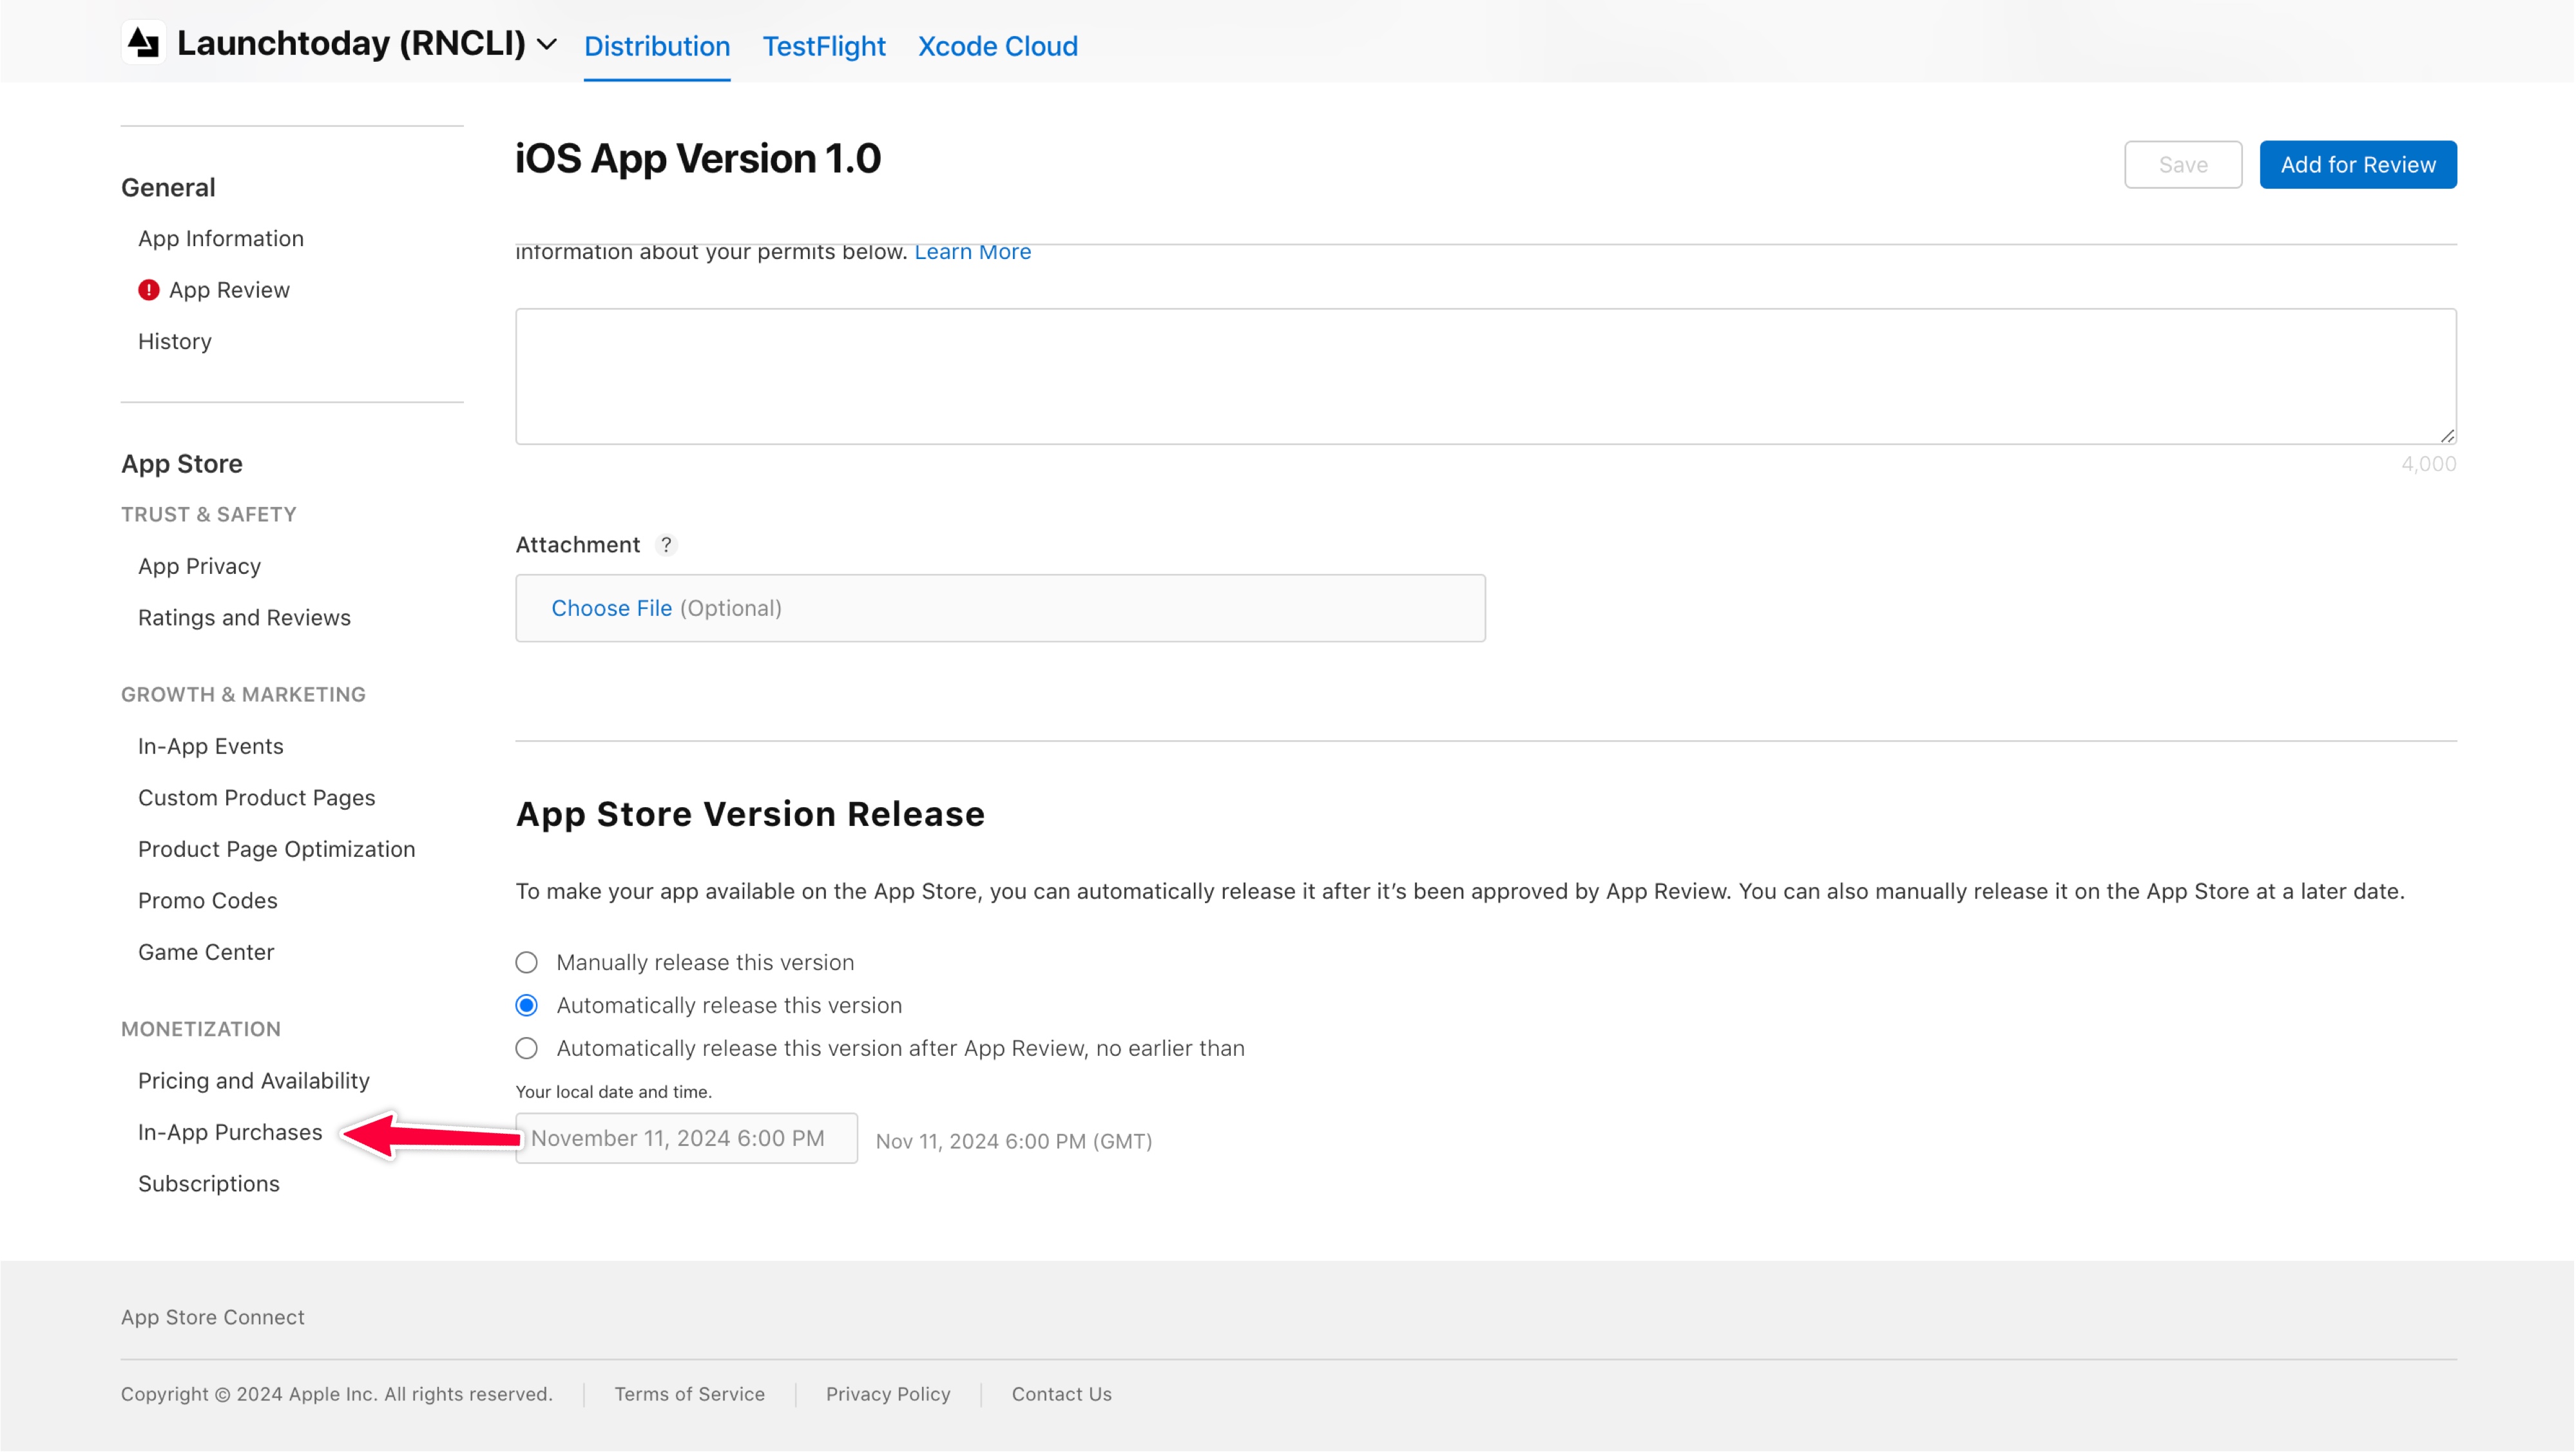 Launchtoday (RNCLI)
Distribution
TestFlight
Xcode Cloud
General
App Information
App Review
History
App Store
TRUST & SAFETY
App Privacy
Ratings and Reviews
GROWTH & MARKETING
In-App Events
Custom Product Pages
Product Page Optimization
Promo Codes
Game Center
MONETIZATION
Pricing and Availability
In-App Purchases
Subscriptions
iOS App Version 1.0
Save
Add for Review
information about your permits below. Learn More
4,000
Attachment ?
Choose File (Optional)
App Store Version Release
To make your app available on the App Store, you can automatically release it after it’s been approved by App Review. You can also manually release it on the App Store at a later date.
Manually release this version
Automatically release this version
Automatically release this version after App Review, no earlier than
Your local date and time.
November 11, 2024 6:00 PM
Nov 11, 2024 6:00 PM (GMT)
App Store Connect
Copyright © 2024 Apple Inc. All rights reserved.
Terms of Service
Privacy Policy
Contact Us